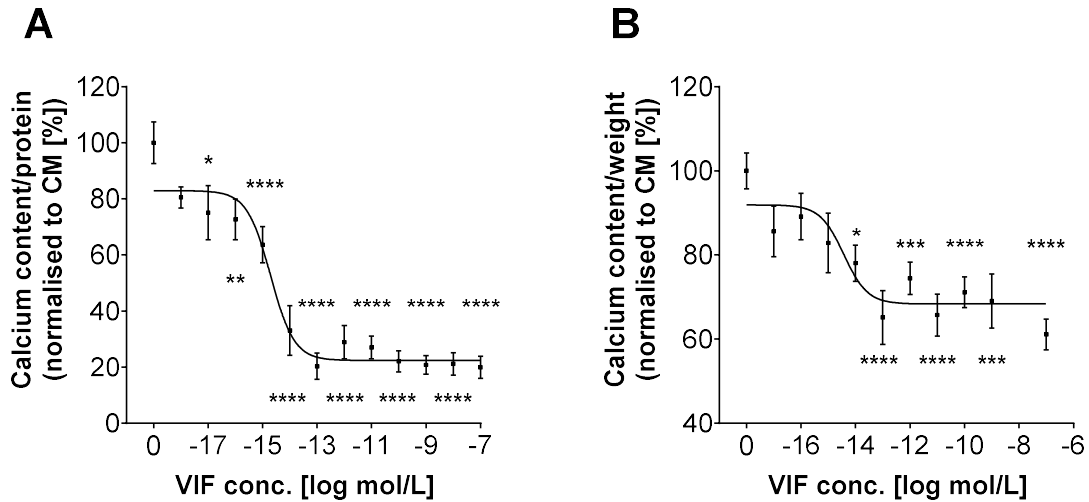 A
Calcium content/protein
(normalised to CM [%])
120
100
80
60
40
20
0
*
****
**
**** **** **** ****
**** **** **** ****
0 -17 -15 -13 -11 -9 -7
VIF conc. [log mol/L]
B
Calcium content/weight
(normalised to CM [%])
120
100
80
60
40
* *** **** ****
**** **** ***
0 -16 -14 -12 -10 -8 -6
VIF conc. [log mol/L]